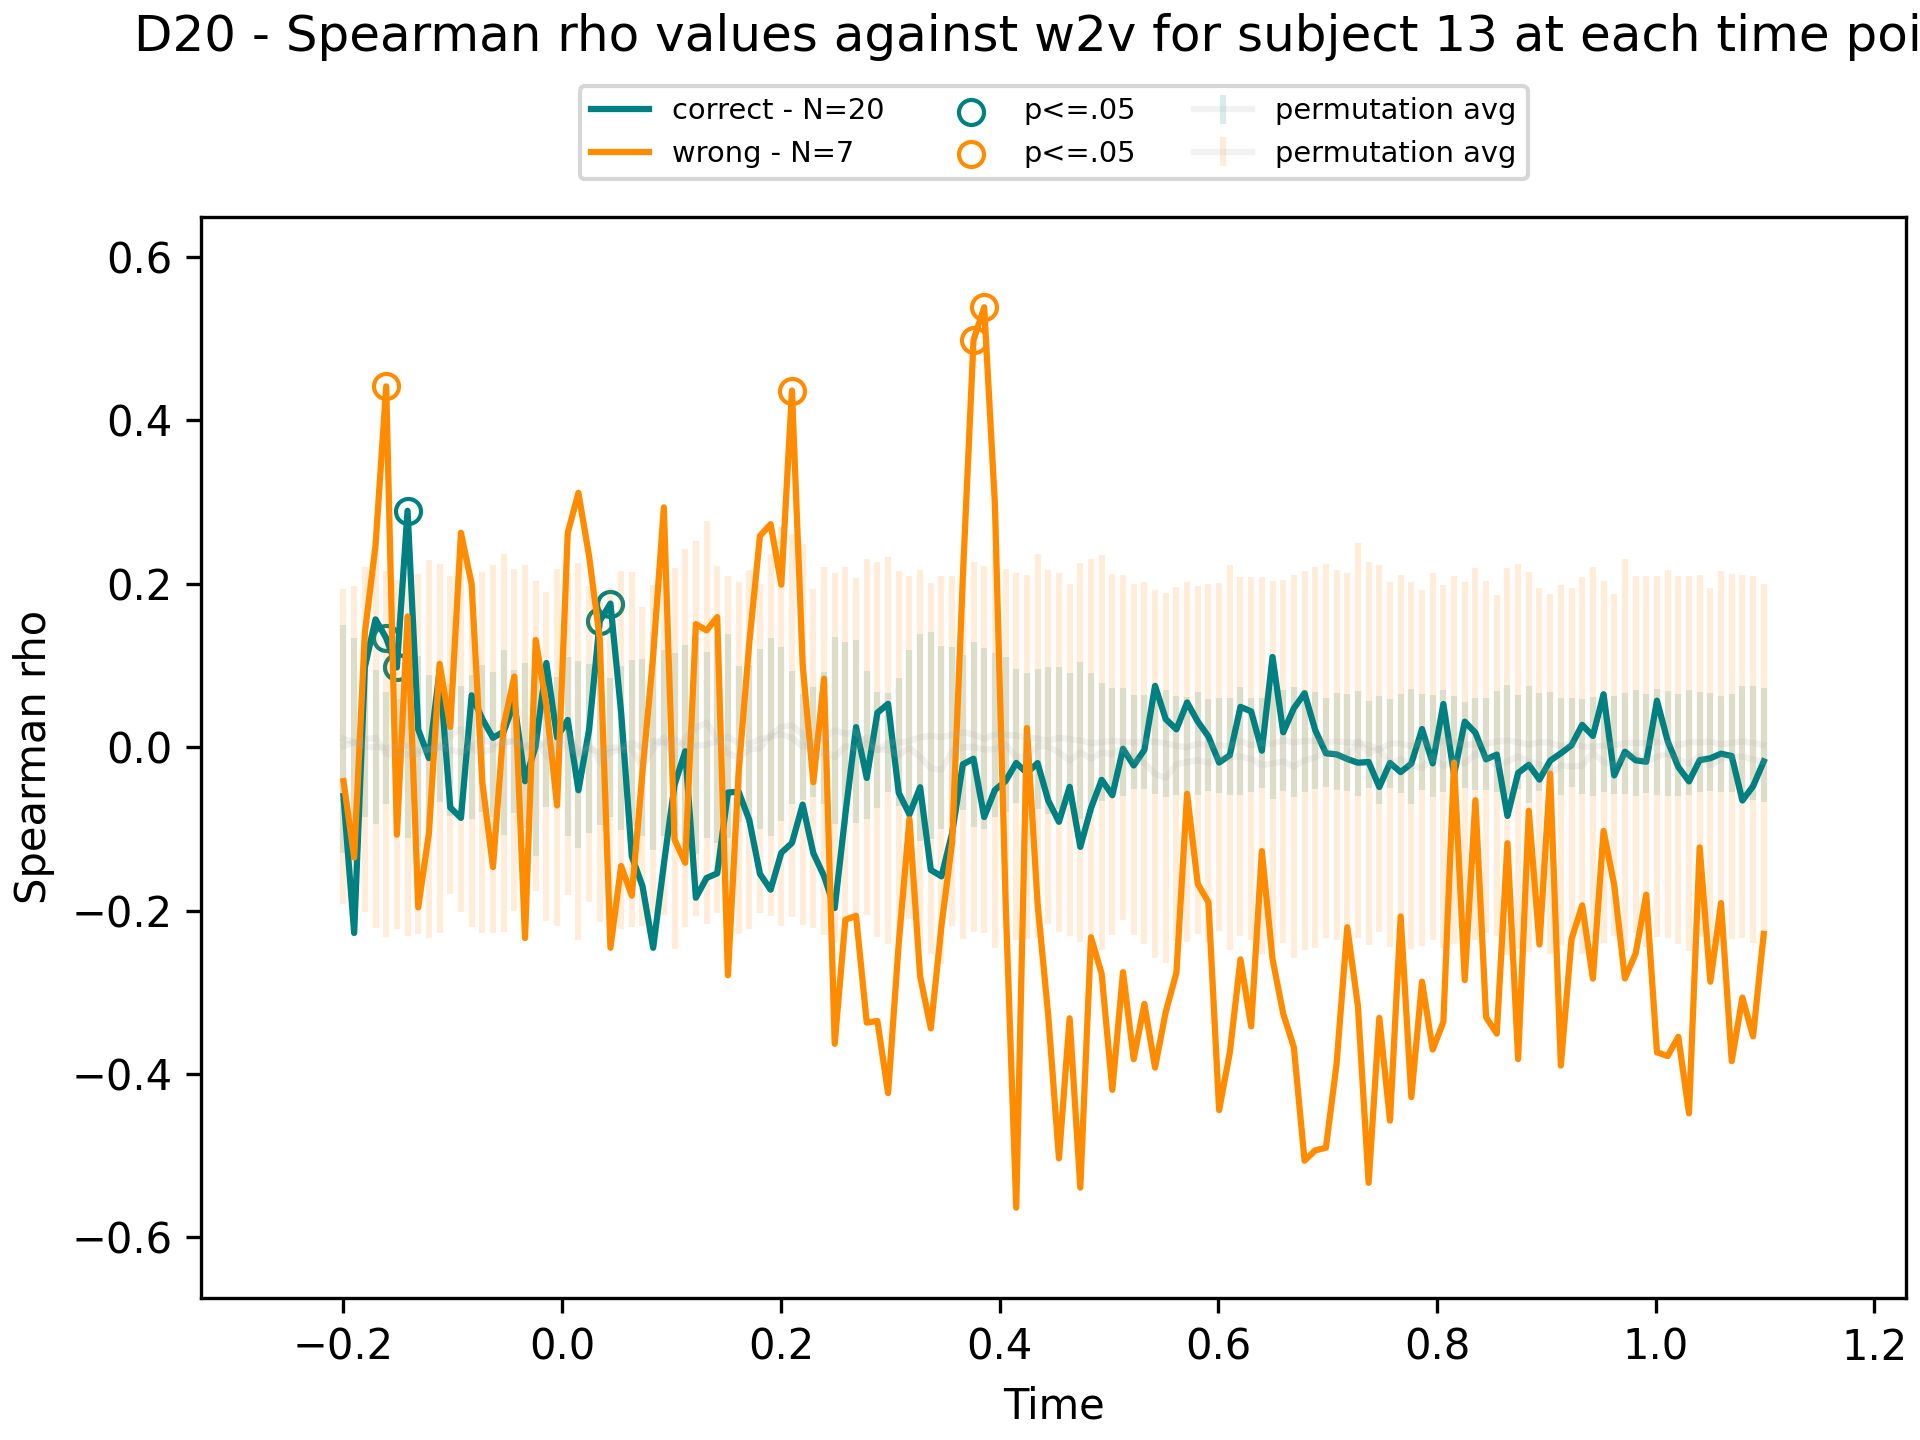 D20 - Spearman rho values against w2v for subject 13 at each time poi
correct - N=20
wrong - N=7
p<=.05
p<=.05
permutation avg
permutation avg
Spearman rho
0.6
0.4
0.2
0.0
−0.2
−0.4
−0.6
−0.2 0.0 0.2 0.4 0.6 0.8 1.0 1.2
Time